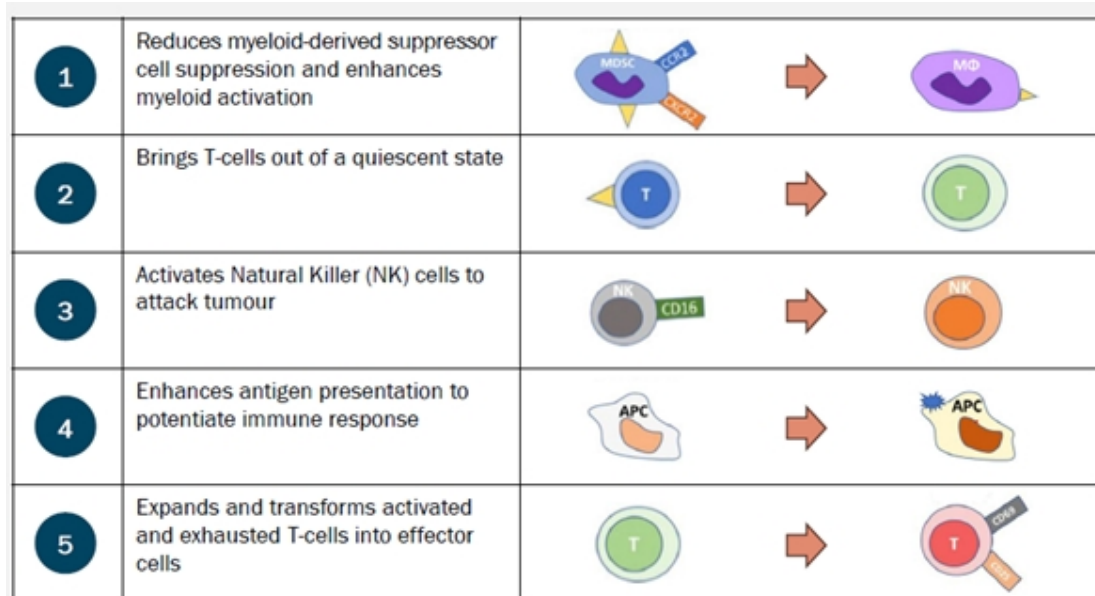 1
Reduces myeloid-derived suppressor
cell suppression and enhances
myeloid activation
MDSC
CCR2
CXCR2
MΦ
2
Brings T-cells out of a quiescent state
T
T
3
Activates Natural Killer (NK) cells to
attack tumour
NK
CD16
NK
4
Enhances antigen presentation to
potentiate immune response
APC
APC
5
Expands and transforms activated
and exhausted T-cells into effector
cells
T
T
CD69